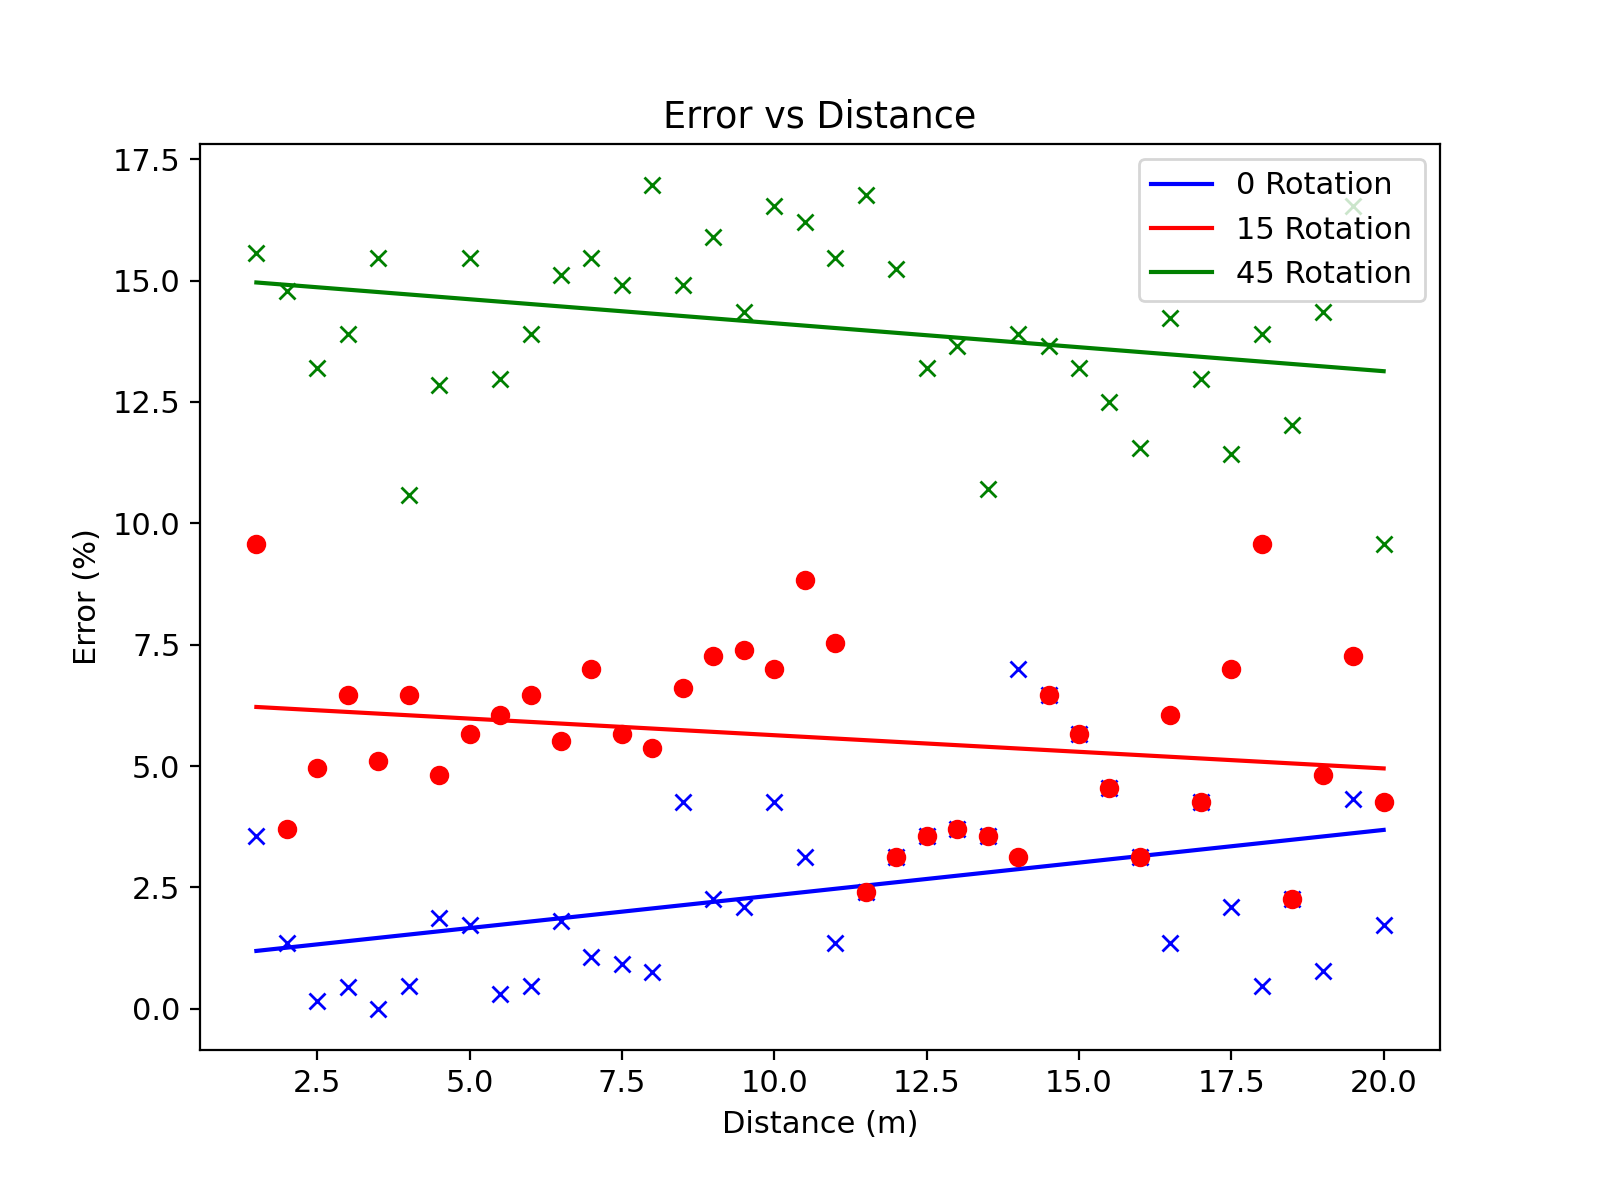 Error vs Distance
17.5
15.0
12.5
10.0
7.5
5.0
2.5
0.0
Error (%)
0 Rotation
15 Rotation
45 Rotation
2.5 5.0 7.5 10.0 12.5 15.0 17.5 20.0
Distance (m)